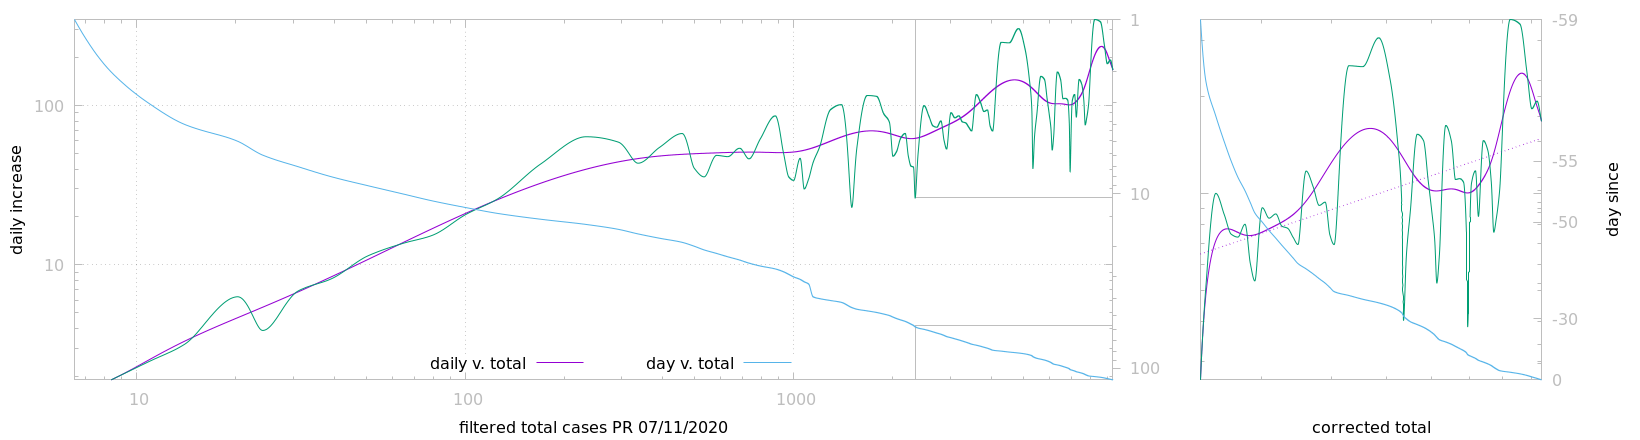 1
-59
100
daily increase
-55
day since
10
-50
10
-30
daily v. total
day v. total
100
0
10
100
1000
filtered total cases PR 07/11/2020
corrected total